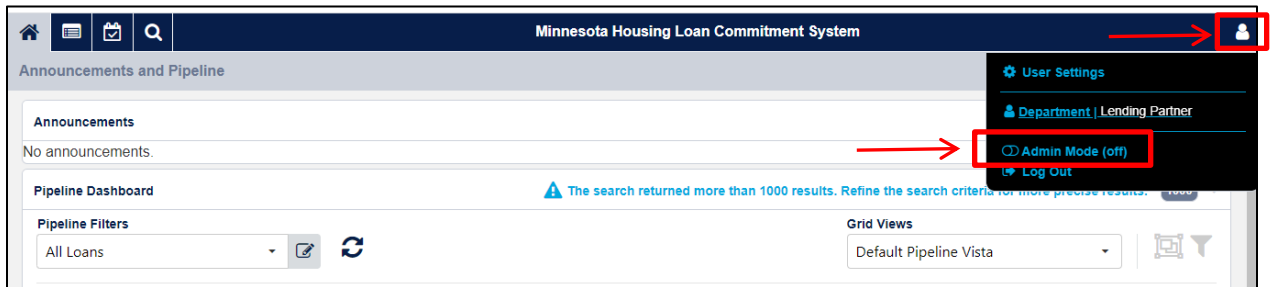 Minnesota Housing Loan Commitment System
Announcements and Pipeline
User Settings
Department | Lending Partner
Admin Mode (off)
Log Out
Announcements
No announcements.
Pipeline Dashboard
The search returned more than 1000 results. Refine the search criteria for more precise results.
1000
Pipeline Filters
All Loans
Grid Views
Default Pipeline Vista